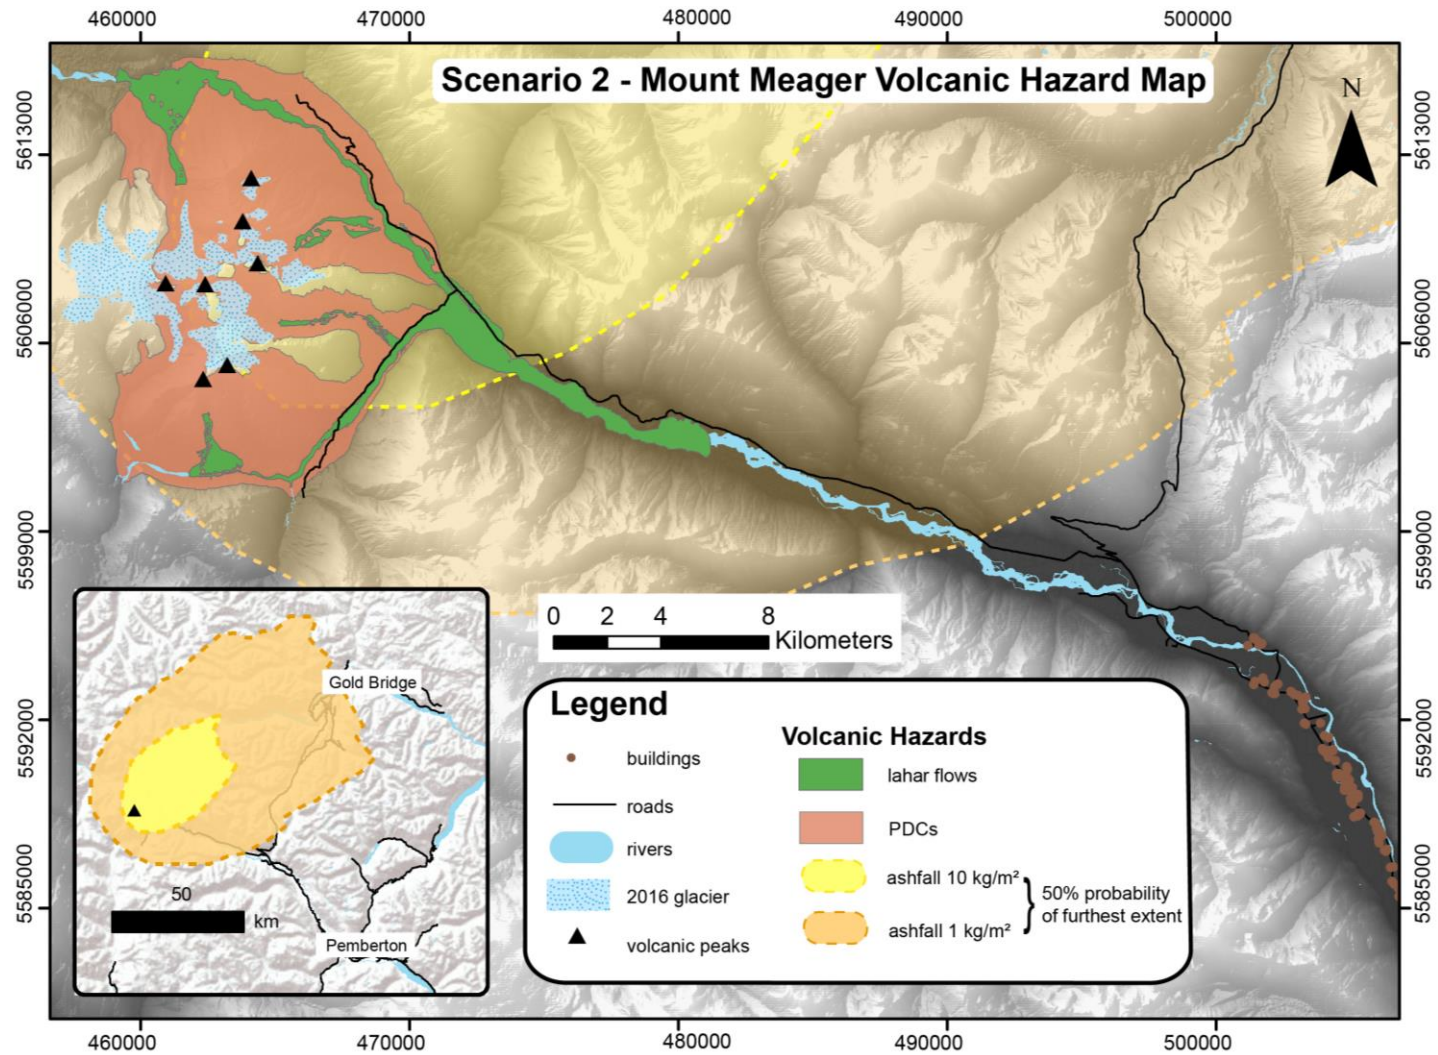 460000 470000 480000 490000 500000
Scenario 2 - Mount Meager Volcanic Hazard Map
N
5613000
5613000
5606000
5606000
5599000
5599000
5592000
5592000
5585000
5585000
0 2 4 8
Kilometers
Gold Bridge
50
km
Pemberton
Legend
buildings
roads
rivers
2016 glacier
volcanic peaks
Volcanic Hazards
lahar flows
PDCs
ashfall 10 kg/m²
ashfall 1 kg/m²
50% probability
of furthest extent
460000 470000 480000 490000 500000